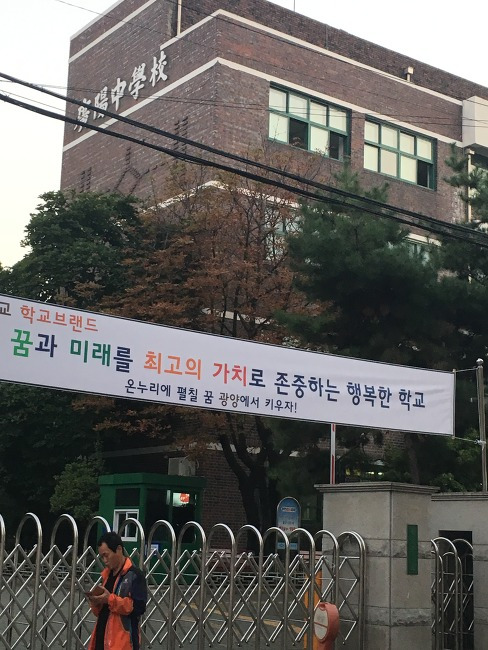 陽中學校
교 학교브랜드
꿈과 미래를 최고의 가치로 존중하는 행복한 학교
온누리에 펼칠 꿈 광양에서 키우자!